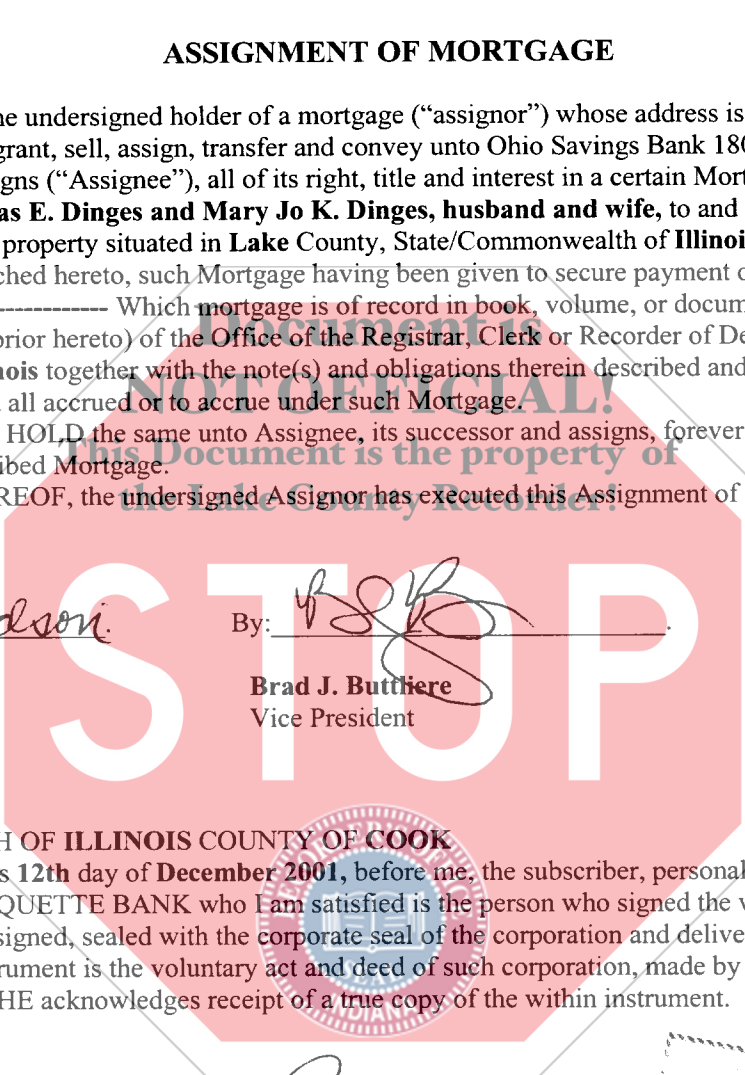 ASSIGNMENT OF MORTGAGE
he undersigned holder of a mortgage (“assignor”) whose address is
grant, sell, assign, transfer and convey unto Ohio Savings Bank 180
igns (“Assignee”), all of its right, title and interest in a certain Mort
as E. Dinges and Mary Jo K. Dinges, husband and wife, to and
property situated in Lake County, State/Commonwealth of Illinoi
ched hereto, such Mortgage having been given to secure payment o
------------ Which mortgage is of record in book, volume, or docum
Document is
prior hereto) of the Office of the Registrar, Clerk or Recorder of De
nois together with the note(s) and obligations therein described and
NOT OFFICIAL!
all accrued or to accrue under such Mortgage.
HOLD the same unto Assignee, its successor and assigns, forever
This Document is the property of
ibed Mortgage.
REOF, the undersigned Assignor has executed this Assignment of
the Lake County Recorder!
STOP
dson.
By:
Brad J. Buttliere
Vice President
H OF ILLINOIS COUNTY OF COOK
s 12th day of December 2001, before me, the subscriber, personal
QUETTE BANK who I am satisfied is the person who signed the w
signed, sealed with the corporate seal of the corporation and delive
rument is the voluntary act and deed of such corporation, made by
HE acknowledges receipt of a true copy of the within instrument.
RECORDER'S OFFICE
SEAL
INDIANA